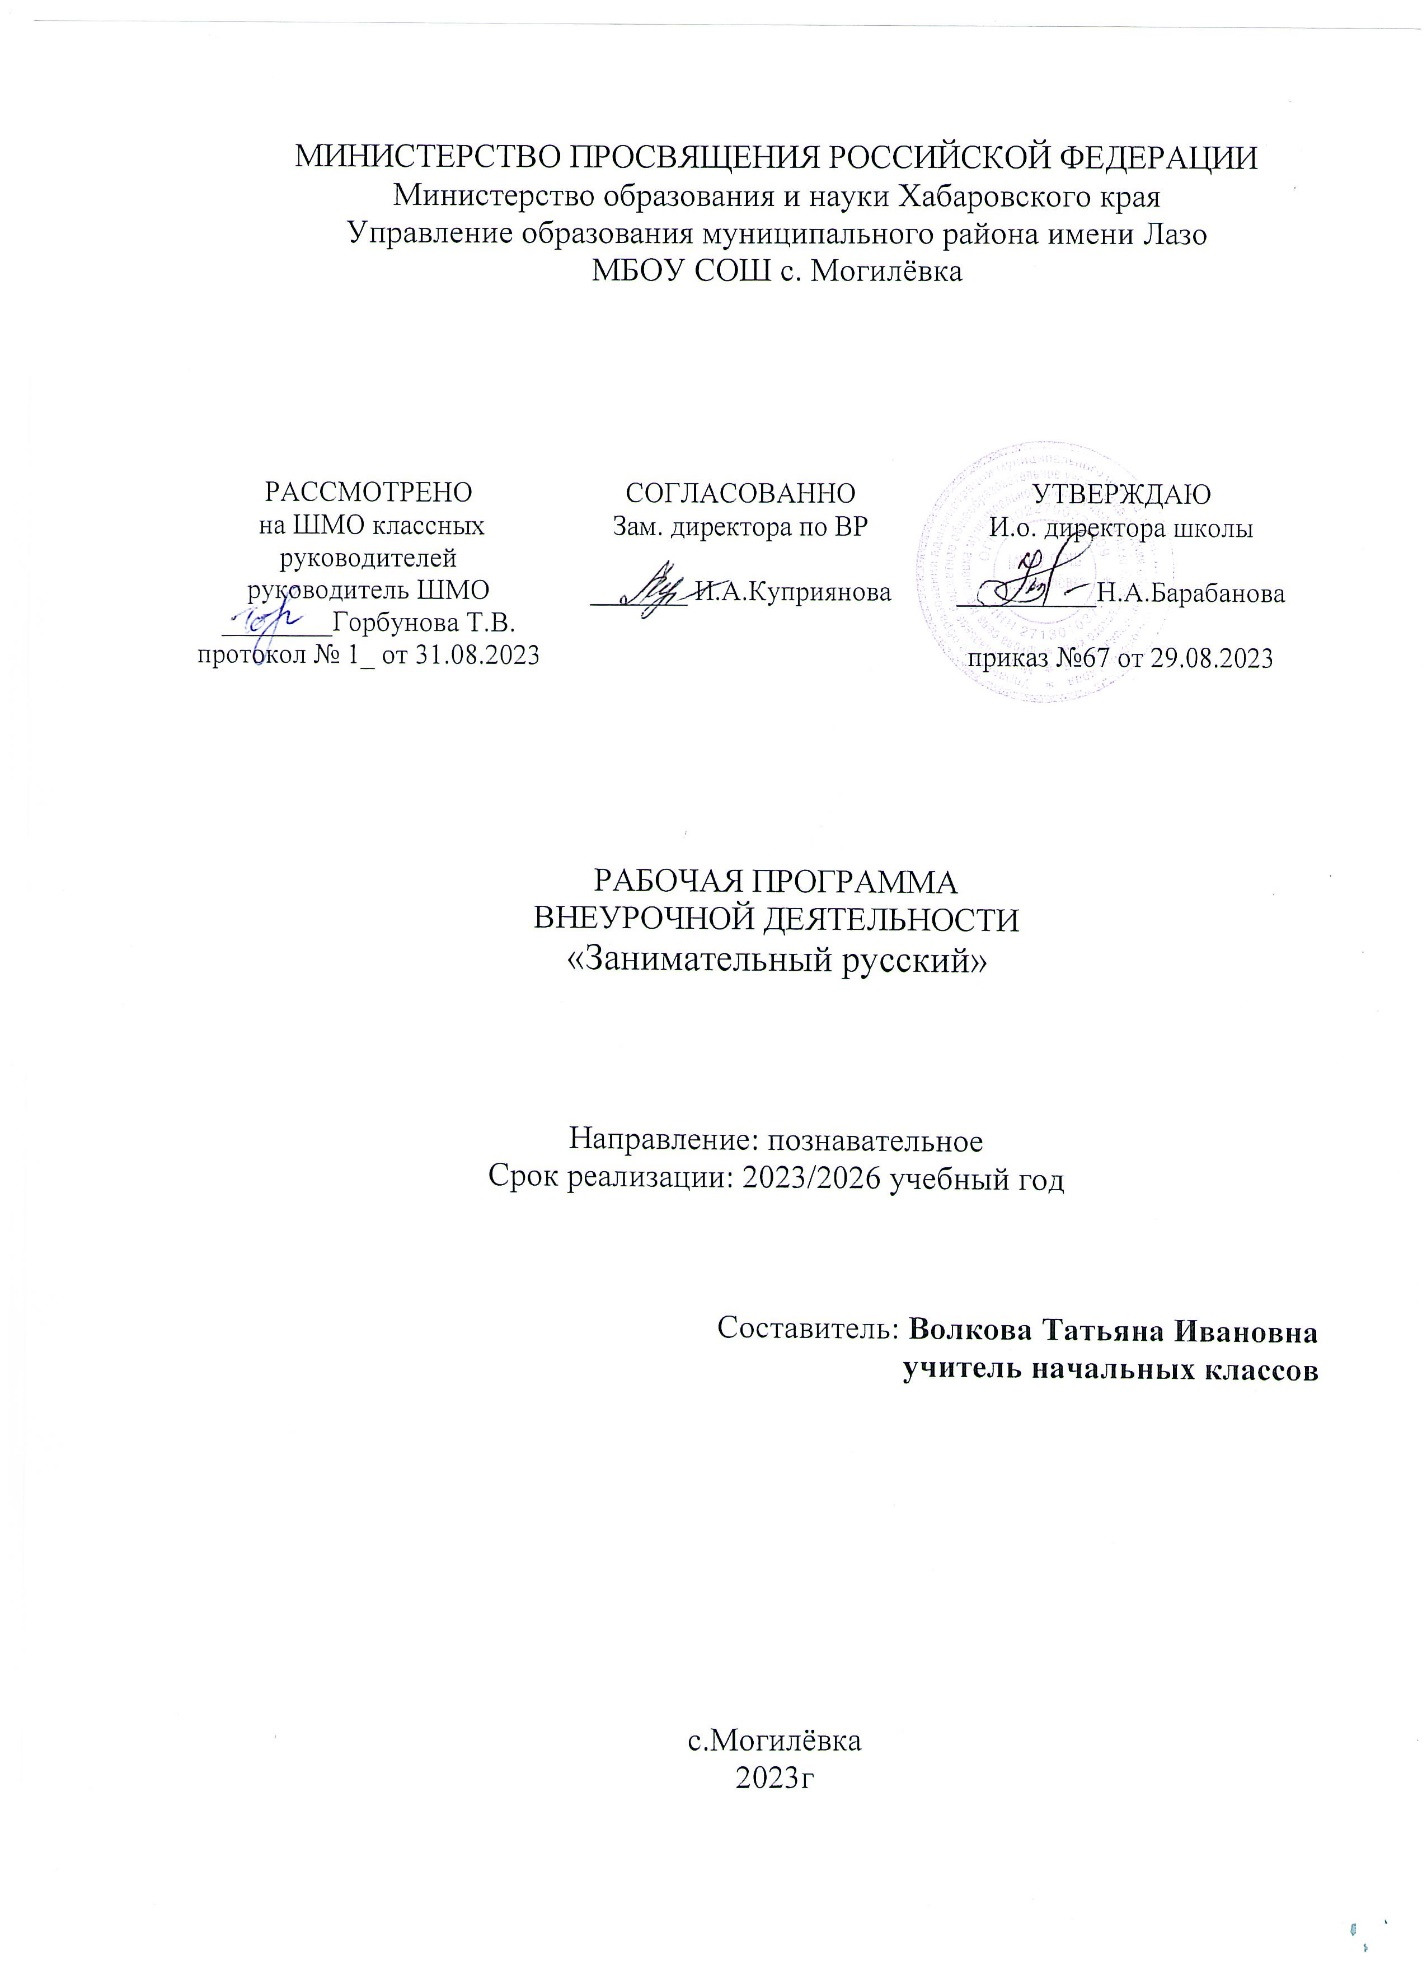 МИНИСТЕРСТВО ПРОСВЯЩЕНИЯ РОССИЙСКОЙ ФЕДЕРАЦИИ
Министерство образования и науки Хабаровского края
Управление образования муниципального района имени Лазо
МБОУ СОШ с. Могилёвка
РАССМОТРЕНО
на ШМО классных
руководителей
руководитель ШМО
________Горбунова Т.В.
протокол № 1_ от 31.08.2023
СОГЛАСОВАННО
Зам. директора по ВР
_______И.А.Куприянова
УТВЕРЖДАЮ
И.о. директора школы
__________Н.А.Барабанова
приказ №67 от 29.08.2023
РАБОЧАЯ ПРОГРАММА
ВНЕУРОЧНОЙ ДЕЯТЕЛЬНОСТИ
«Занимательный русский»
Направление: познавательное
Срок реализации: 2023/2026 учебный год
Составитель: Волкова Татьяна Ивановна
учитель начальных классов
с.Могилёвка
2023г